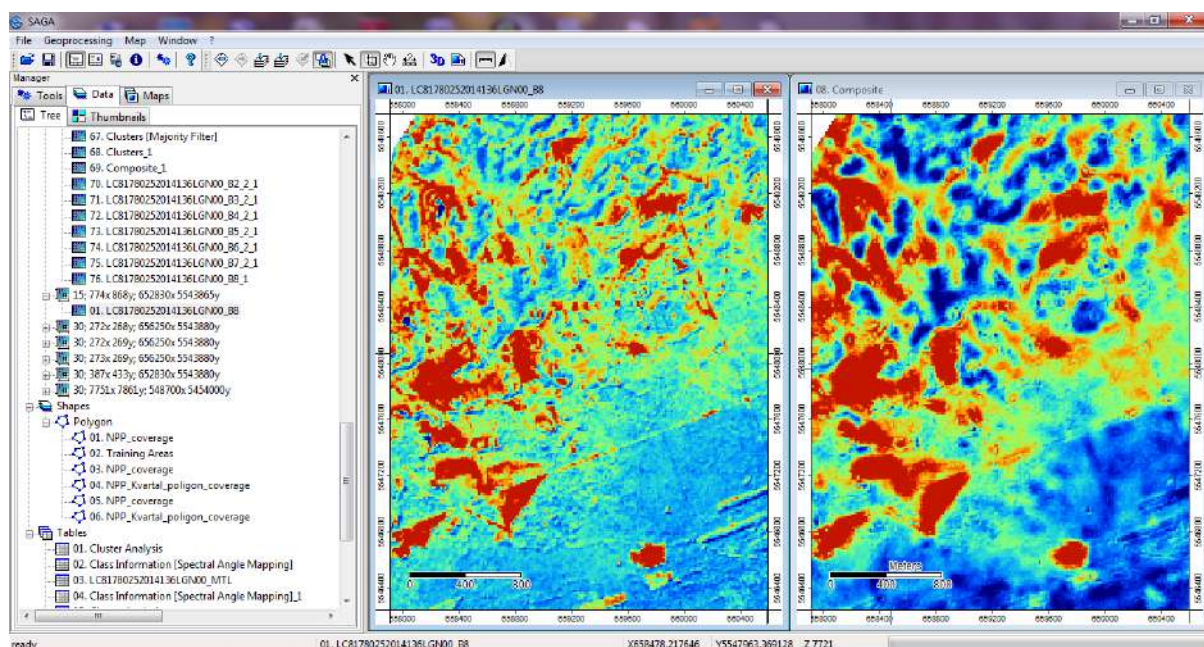 SAGA
File Geoprocessing Map Window ?
3D
Manager
Tools Data Maps
Tree Thumbnails
67. Clusters [Majority Filter]
68. Clusters_1
69. Composite_1
70. LC81780252014136LGN00_B2_2_1
71. LC81780252014136LGN00_B3_2_1
72. LC81780252014136LGN00_B4_2_1
73. LC81780252014136LGN00_B5_2_1
74. LC81780252014136LGN00_B6_2_1
75. LC81780252014136LGN00_B7_2_1
76. LC81780252014136LGN00_B8_1
15; 774x 868y; 652830x 5543865y
01. LC81780252014136LGN00_B8
30; 272x 268y; 656250x 5543880y
30; 272x 269y; 656250x 5543880y
30; 273x 269y; 656250x 5543880y
30; 387x 433y; 652830x 5543880y
30; 7751x 7861y; 548700x 5454000y
Shapes
Polygon
01. NPP_coverage
02. Training Areas
03. NPP_coverage
04. NPP_Kvartal_poligon_coverage
05. NPP_coverage
06. NPP_Kvartal_poligon_coverage
Tables
01. Cluster Analysis
02. Class Information [Spectral Angle Mapping]
03. LC81780252014136LGN00_MTL
04. Class Information [Spectral Angle Mapping]_1
01. LC81780252014136LGN00_B8
0 400 800
08. Composite
Meters
0 400 800
ready 01. LC81780252014136LGN00_B8 X658478.217646 Y5547963.369128 Z 7721